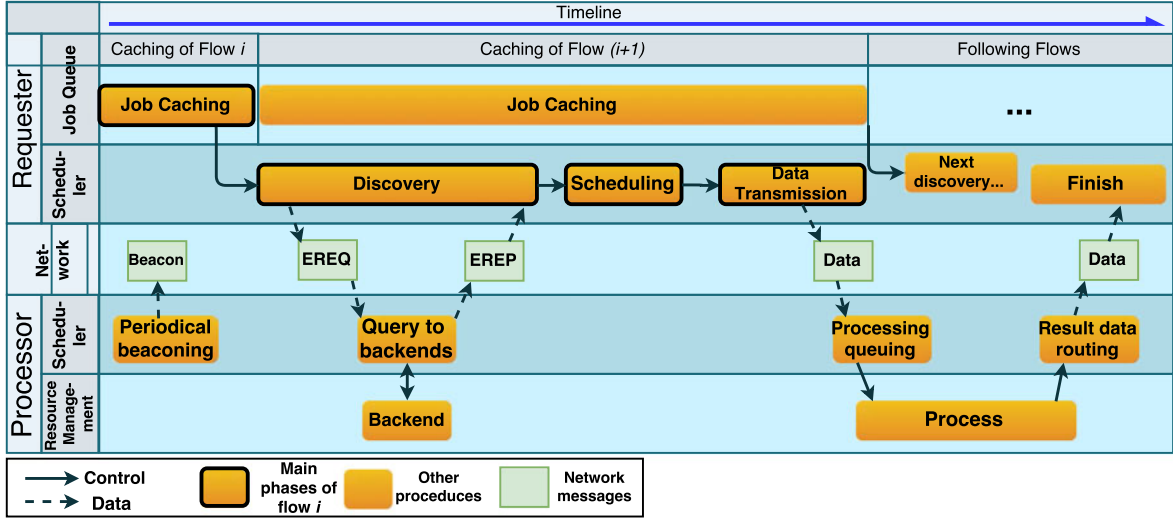 Timeline
Caching of Flow i
Caching of Flow (i+1)
Following Flows
Requester
Job Queue
Job Caching
Job Caching
...
Schedu-
ler
Discovery
Scheduling
Data
Transmission
Next
discovery...
Finish
Net-
work
Beacon
EREQ
EREP
Data
Data
Processor
Schedu-
ler
Periodical
beaconing
Query to
backends
Processing
queuing
Result data
routing
Resource
Manage-
ment
Backend
Process
Control
Data
Main
phases of
flow i
Other
proceduces
Network
messages